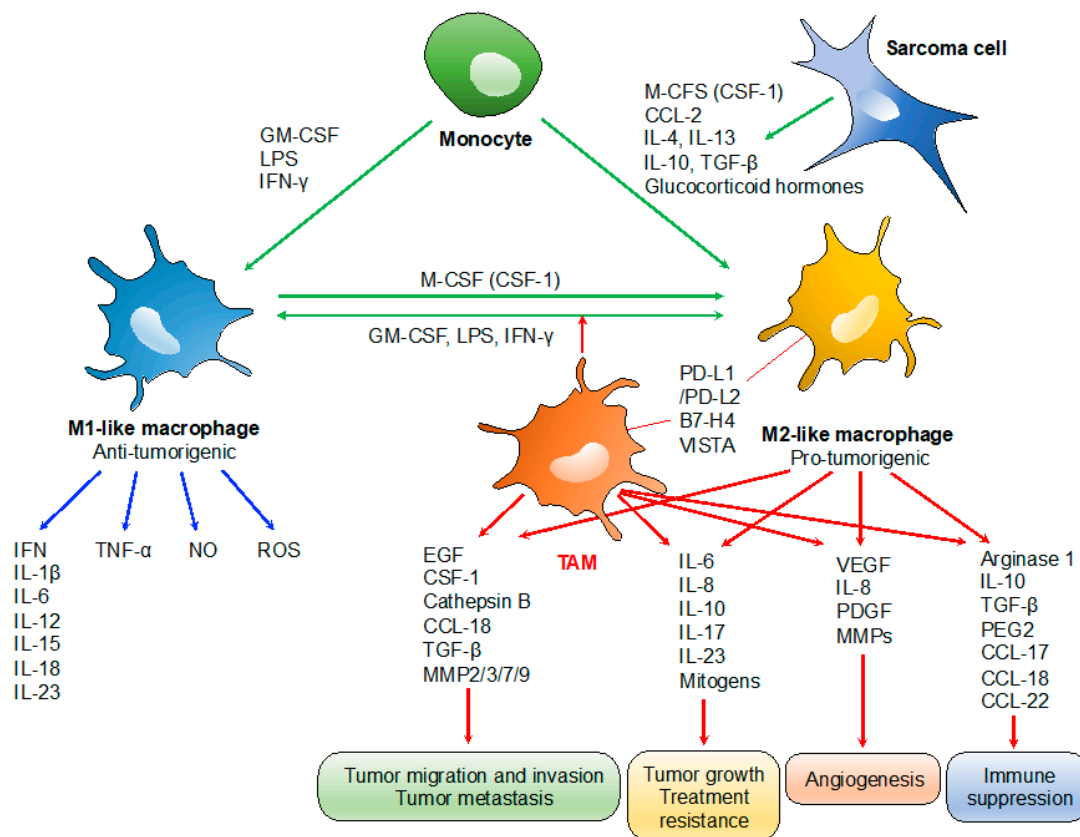 Sarcoma cell
M-CFS (CSF-1)
CCL-2
IL-4, IL-13
IL-10, TGF-β
Glucocorticoid hormones
Monocyte
GM-CSF
LPS
IFN-γ
M-CSF (CSF-1)
GM-CSF, LPS, IFN-γ
PD-L1
/PD-L2
B7-H4
VISTA
M1-like macrophage
Anti-tumorigenic
M2-like macrophage
Pro-tumorigenic
IFN
IL-1β
IL-6
IL-12
IL-15
IL-18
IL-23
TNF-α
NO
ROS
TAM
EGF
CSF-1
Cathepsin B
CCL-18
TGF-β
MMP2/3/7/9
IL-6
IL-8
IL-10
IL-17
IL-23
Mitogens
VEGF
IL-8
PDGF
MMPs
Arginase 1
IL-10
TGF-β
PEG2
CCL-17
CCL-18
CCL-22
Tumor migration and invasion
Tumor metastasis
Tumor growth
Treatment
resistance
Angiogenesis
Immune
suppression